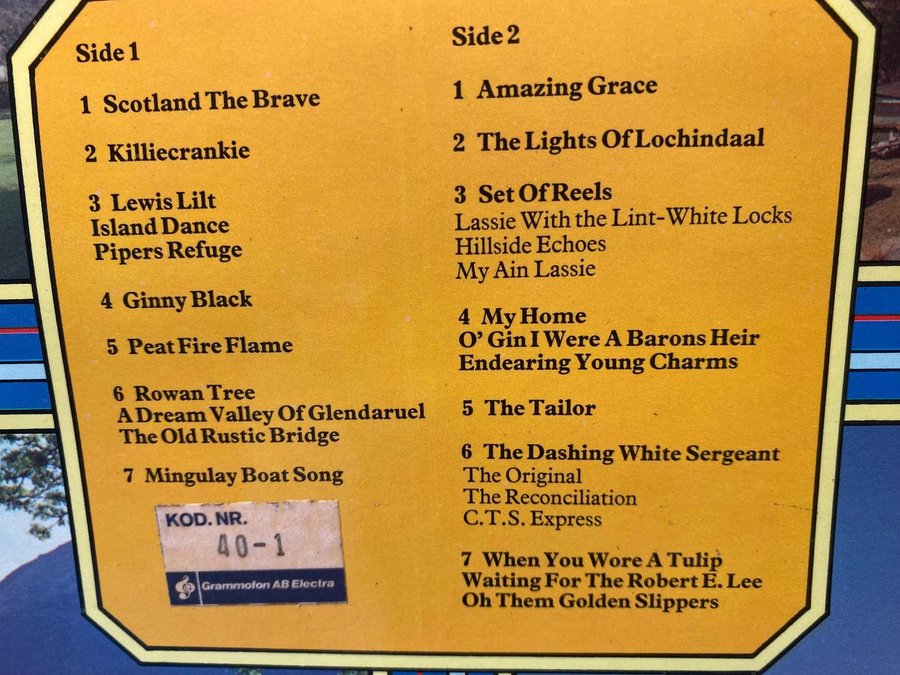 Side 1
1 Scotland The Brave
2 Killiecrankie
3 Lewis Lilt
Island Dance
Pipers Refuge
4 Ginny Black
5 Peat Fire Flame
6 Rowan Tree
A Dream Valley Of Glendaruel
The Old Rustic Bridge
7 Mingulay Boat Song
KOD. NR.
40-1
Grammofon AB Electra
Side 2
1 Amazing Grace
2 The Lights Of Lochindaal
3 Set Of Reels
Lassie With the Lint-White Locks
Hillside Echoes
My Ain Lassie
4 My Home
O' Gin I Were A Barons Heir
Endearing Young Charms
5 The Tailor
6 The Dashing White Sergeant
The Original
The Reconciliation
C.T.S. Express
7 When You Wore A Tulip
Waiting For The Robert E. Lee
Oh Them Golden Slippers